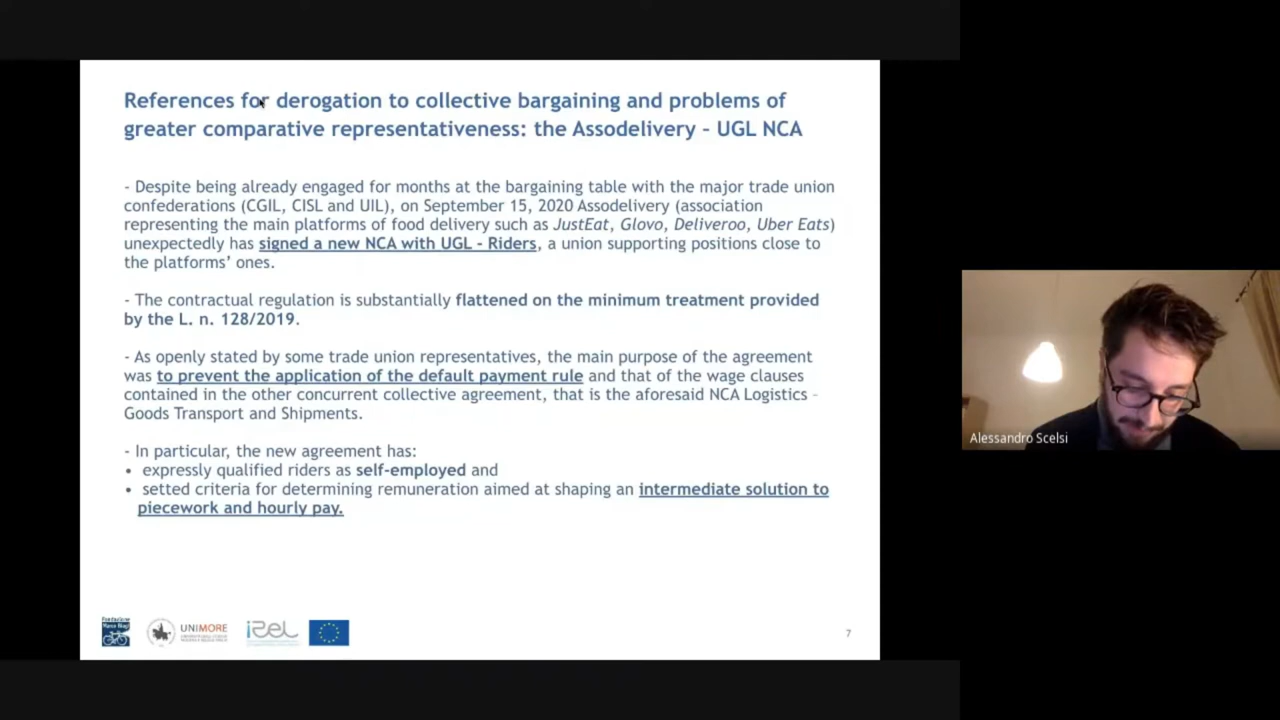 References for derogation to collective bargaining and problems of
greater comparative representativeness: the Assodelivery – UGL NCA
- Despite being already engaged for months at the bargaining table with the major trade union
confederations (CGIL, CISL and UIL), on September 15, 2020 Assodelivery (association
representing the main platforms of food delivery such as JustEat, Glovo, Deliveroo, Uber Eats)
unexpectedly has signed a new NCA with UGL - Riders, a union supporting positions close to
the platforms’ ones.
- The contractual regulation is substantially flattened on the minimum treatment provided
by the L. n. 128/2019.
- As openly stated by some trade union representatives, the main purpose of the agreement
was to prevent the application of the default payment rule and that of the wage clauses
contained in the other concurrent collective agreement, that is the aforesaid NCA Logistics –
Goods Transport and Shipments.
- In particular, the new agreement has:
• expressly qualified riders as self-employed and
• setted criteria for determining remuneration aimed at shaping an intermediate solution to
piecework and hourly pay.
Alessandro Scelsi
Fondazione
Marco Biagi
UNIMORE
7